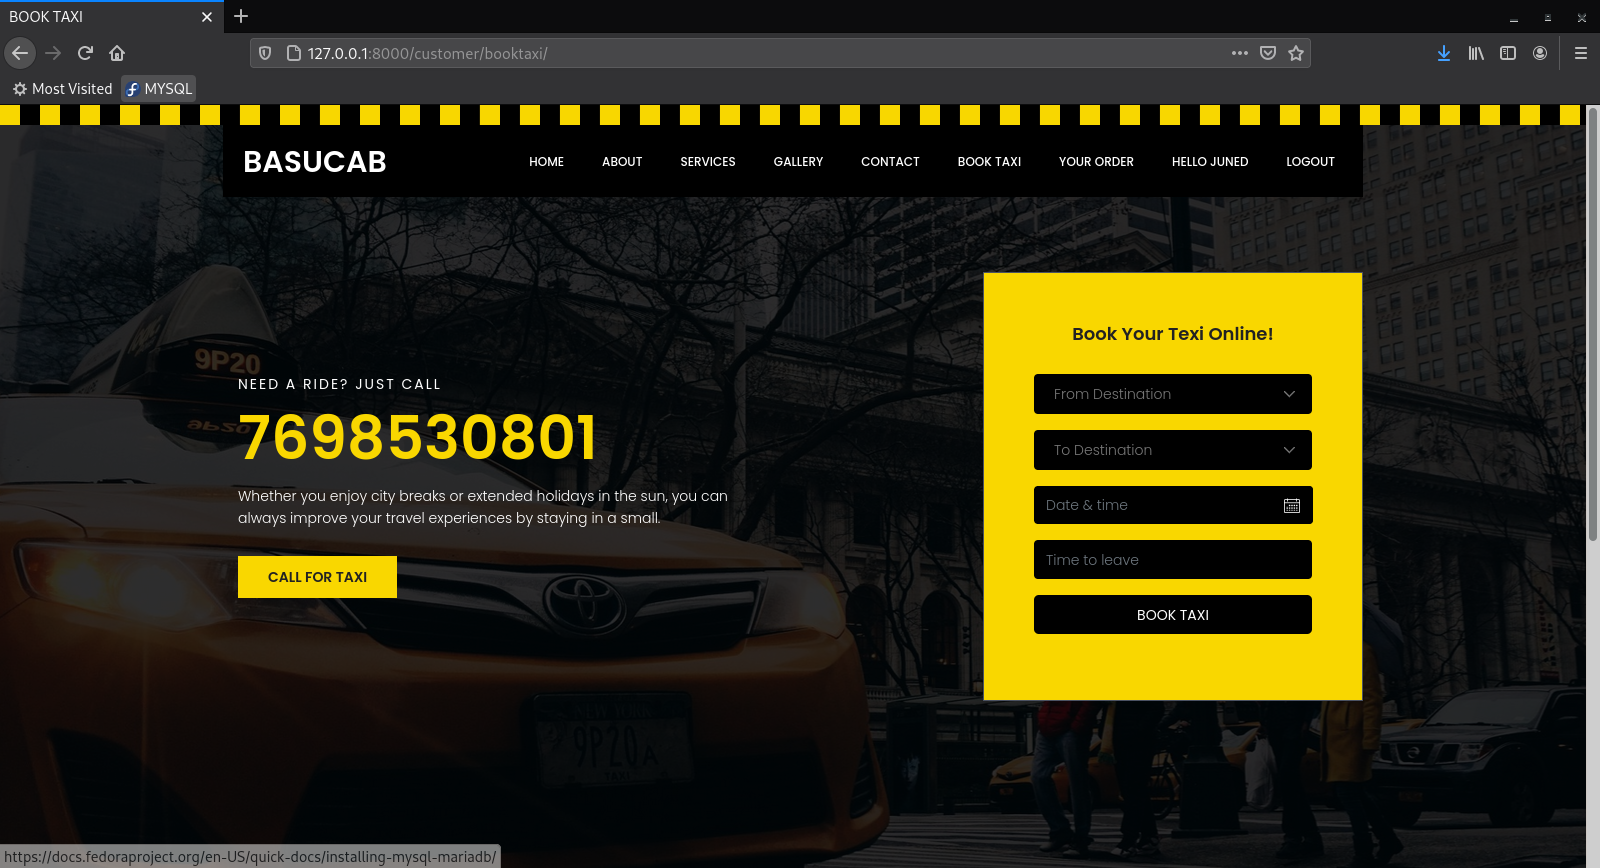 BOOK TAXI
127.0.0.1:8000/customer/booktaxi/
Most Visited MYSQL
BASUCAB HOME ABOUT SERVICES GALLERY CONTACT BOOK TAXI YOUR ORDER HELLO JUNED LOGOUT
9P20
NEED A RIDE? JUST CALL
7698530801
Whether you enjoy city breaks or extended holidays in the sun, you can
always improve your travel experiences by staying in a small.
CALL FOR TAXI
Book Your Texi Online!
From Destination
To Destination
Date & time
Time to leave
BOOK TAXI
9P20A
https://docs.fedoraproject.org/en-US/quick-docs/installing-mysql-mariadb/